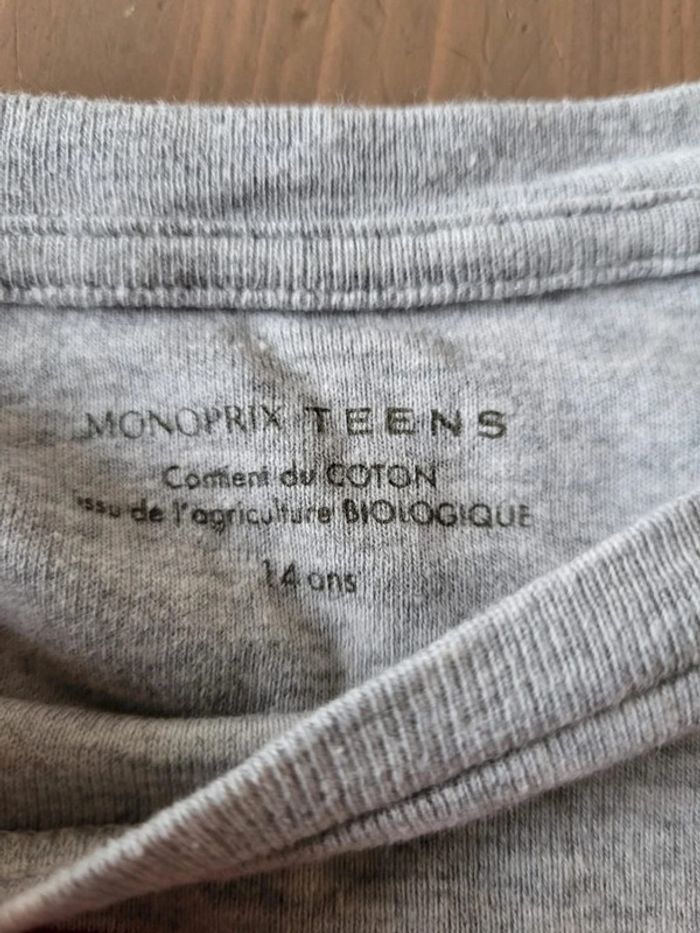 MONOPRIX TEENS
Contient du COTON
issu de l'agriculture BIOLOGIQUE
14 ans